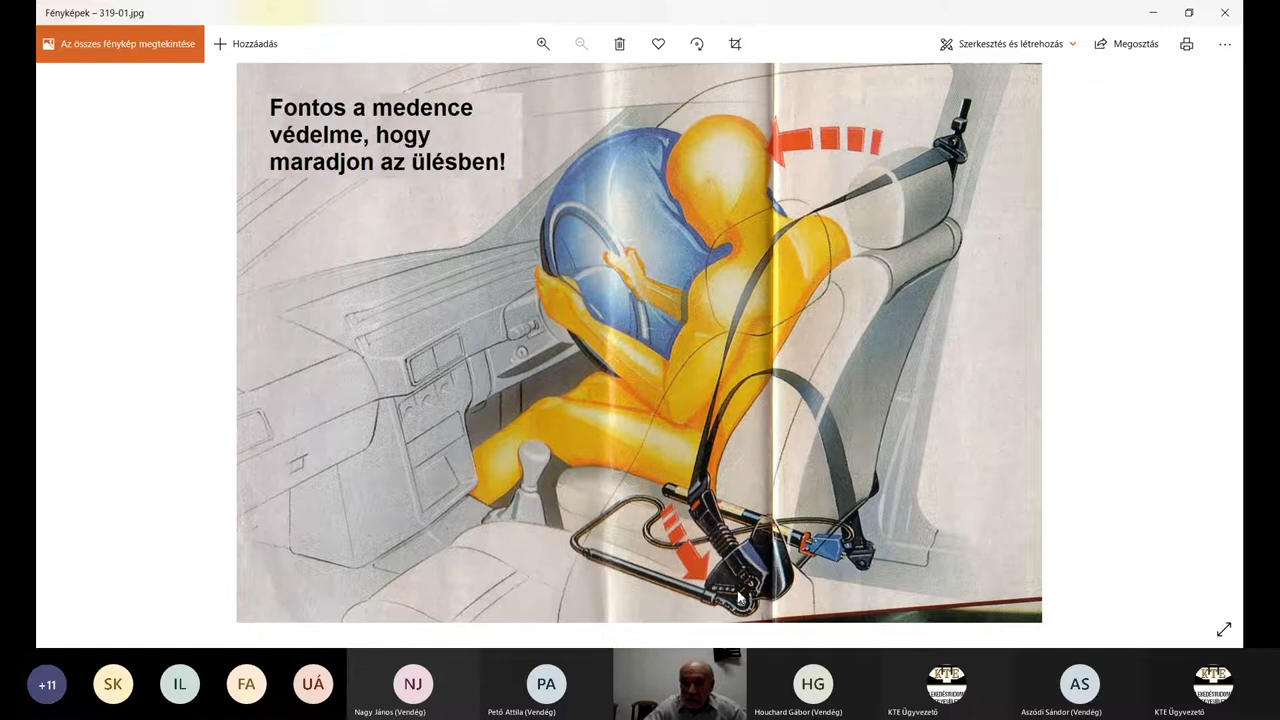 Fényképek – 319-01.jpg
Az összes fénykép megtekintése
Hozzáadás
Szerkesztés és létrehozás
Megosztás
Fontos a medence
védelme, hogy
maradjon az ülésben!
+11
SK
IL
FA
UÁ
NJ
Nagy János (Vendég)
PA
Pető Attila (Vendég)
HG
Houchard Gábor (Vendég)
KTE
KTE Ügyvezető
AS
Aszódi Sándor (Vendég)
KTE
KTE Ügyvezető